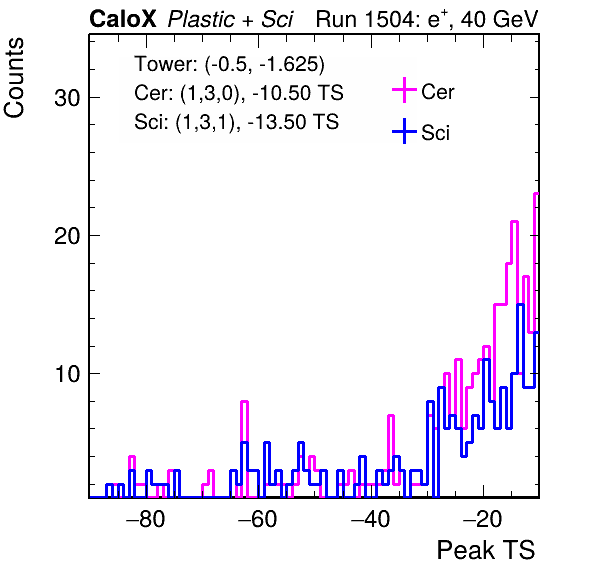 CaloX Plastic + Sci Run 1504: e⁺, 40 GeV
Counts
Tower: (-0.5, -1.625)
Cer: (1,3,0), -10.50 TS
Sci: (1,3,1), -13.50 TS
Cer
Sci
30
20
10
−80 −60 −40 −20
Peak TS